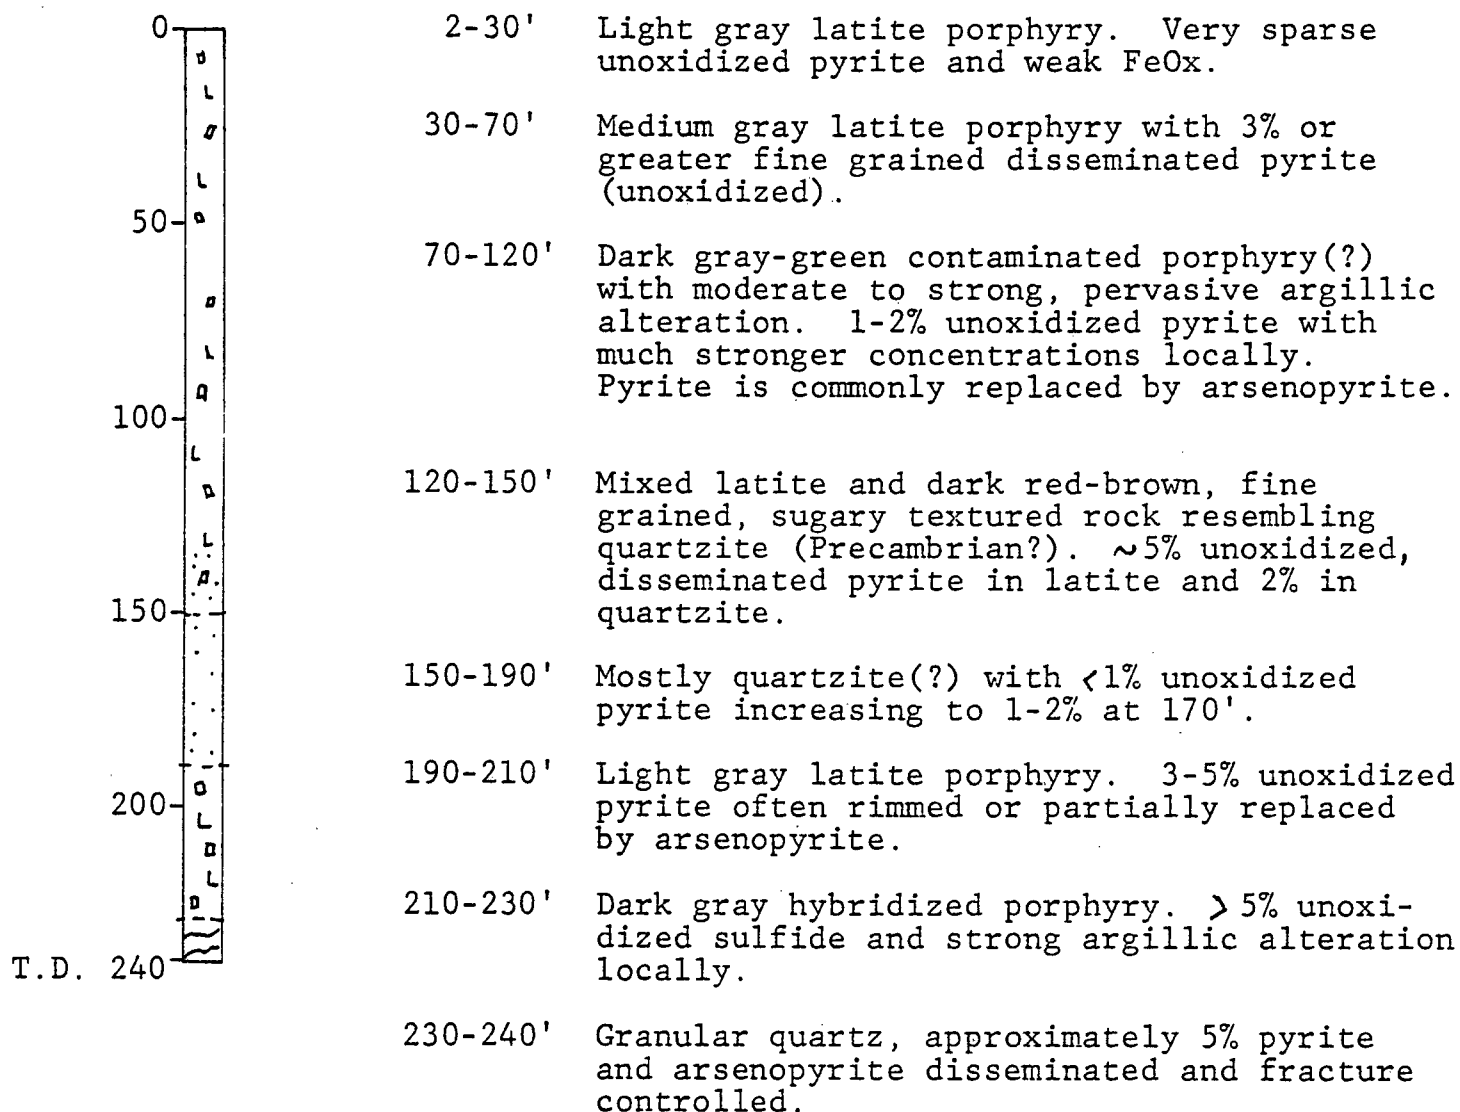 0
2-30' Light gray latite porphyry. Very sparse
unoxidized pyrite and weak FeOx.
30-70' Medium gray latite porphyry with 3% or
greater fine grained disseminated pyrite
(unoxidized).
50
70-120' Dark gray-green contaminated porphyry(?)
with moderate to strong, pervasive argillic
alteration. 1-2% unoxidized pyrite with
much stronger concentrations locally.
Pyrite is commonly replaced by arsenopyrite.
100
120-150' Mixed latite and dark red-brown, fine
grained, sugary textured rock resembling
quartzite (Precambrian?). ~5% unoxidized,
disseminated pyrite in latite and 2% in
quartzite.
150
150-190' Mostly quartzite(?) with <1% unoxidized
pyrite increasing to 1-2% at 170'.
190-210' Light gray latite porphyry. 3-5% unoxidized
pyrite often rimmed or partially replaced
by arsenopyrite.
200
210-230' Dark gray hybridized porphyry. > 5% unoxi-
dized sulfide and strong argillic alteration
locally.
T.D. 240
230-240' Granular quartz, approximately 5% pyrite
and arsenopyrite disseminated and fracture
controlled.